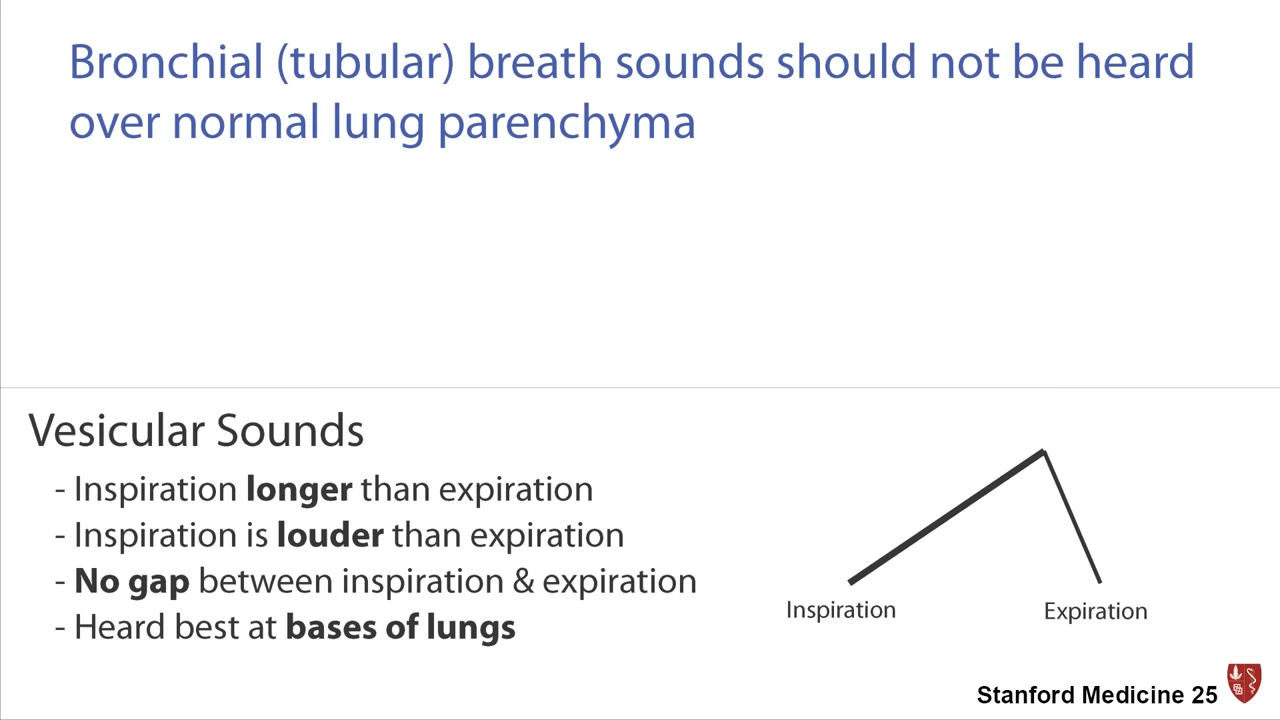 Bronchial (tubular) breath sounds should not be heard
over normal lung parenchyma
Vesicular Sounds
- Inspiration longer than expiration
- Inspiration is louder than expiration
- No gap between inspiration & expiration
- Heard best at bases of lungs
Inspiration
Expiration
Stanford Medicine 25